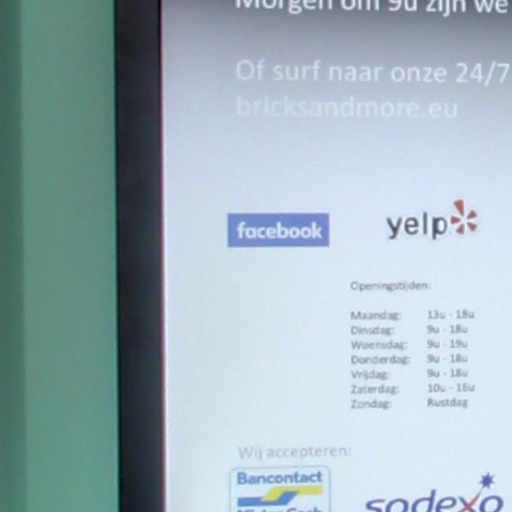 Morgen om 9u zijn we
Of surf naar onze 24/7
bricksandmore.eu
facebook
yelp
Openingstijden:
Maandag: 13u - 18u
Dinsdag: 9u - 18u
Woensdag: 9u - 19u
Donderdag: 9u - 18u
Vrijdag: 9u - 18u
Zaterdag: 10u - 16u
Zondag: Rustdag
Wij accepteren:
Bancontact
sodexo